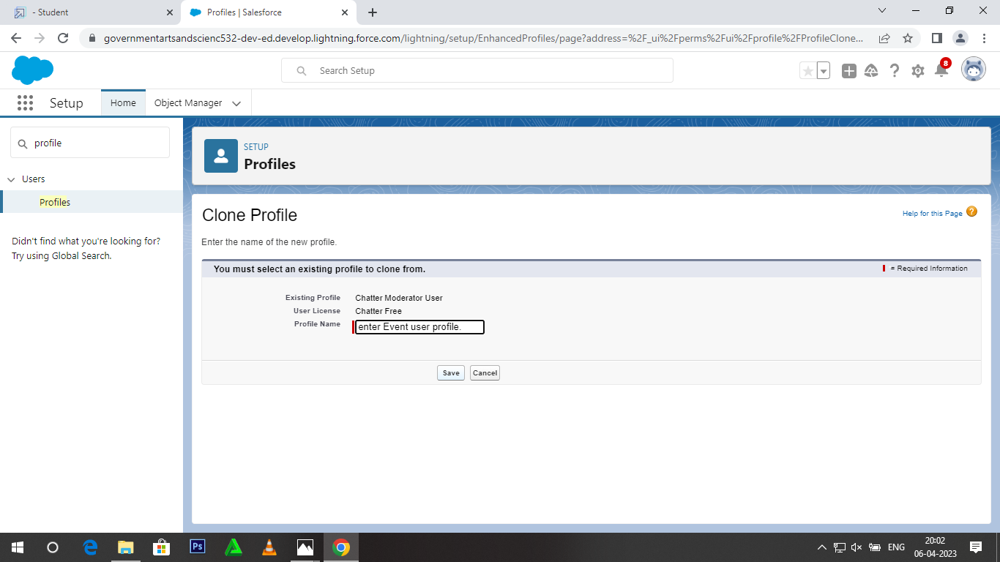 - Student
Profiles | Salesforce
governmentartsandscienc532-dev-ed.develop.lightning.force.com/lightning/setup/EnhancedProfiles/page?address=%2F_ui%2Fperms%2Fui%2Fprofile%2FProfileClone...
Search Setup
8
Setup
Home
Object Manager
profile
Users
Profiles
Didn't find what you're looking for?
Try using Global Search.
SETUP
Profiles
Clone Profile
Help for this Page ?
Enter the name of the new profile.
You must select an existing profile to clone from.
= Required Information
Existing Profile Chatter Moderator User
User License Chatter Free
Profile Name enter Event user profile.
Save Cancel
Ps
ENG
20:02
06-04-2023